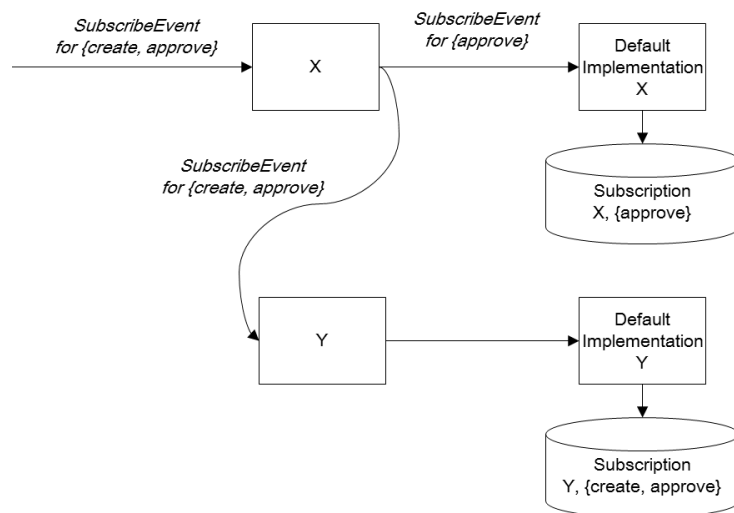 SubscribeEvent
for {create, approve}
X
SubscribeEvent
for {approve}
Default
Implementation
X
SubscribeEvent
for {create, approve}
Subscription
X, {approve}
Y
Default
Implementation
Y
Subscription
Y, {create, approve}